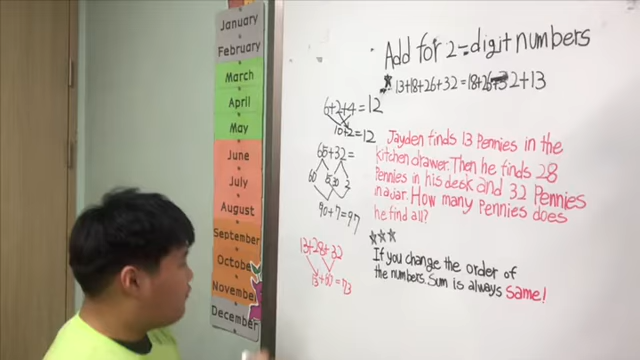 January
February
March
April
May
June
July
August
September
October
November
December
Add for 2-digit numbers
13+18+26+32=18+26+32+13
6+2+4=12
10+2=12
65+32=
60 5 30 2
90+7=97
13+28+32
13+60=73
Jayden finds 13 Pennies in the
kitchen drawer. Then he finds 28
Pennies in his desk and 32 Pennies
in a jar. How many Pennies does
he find all?
If you change the order of
the numbers. Sum is always same!